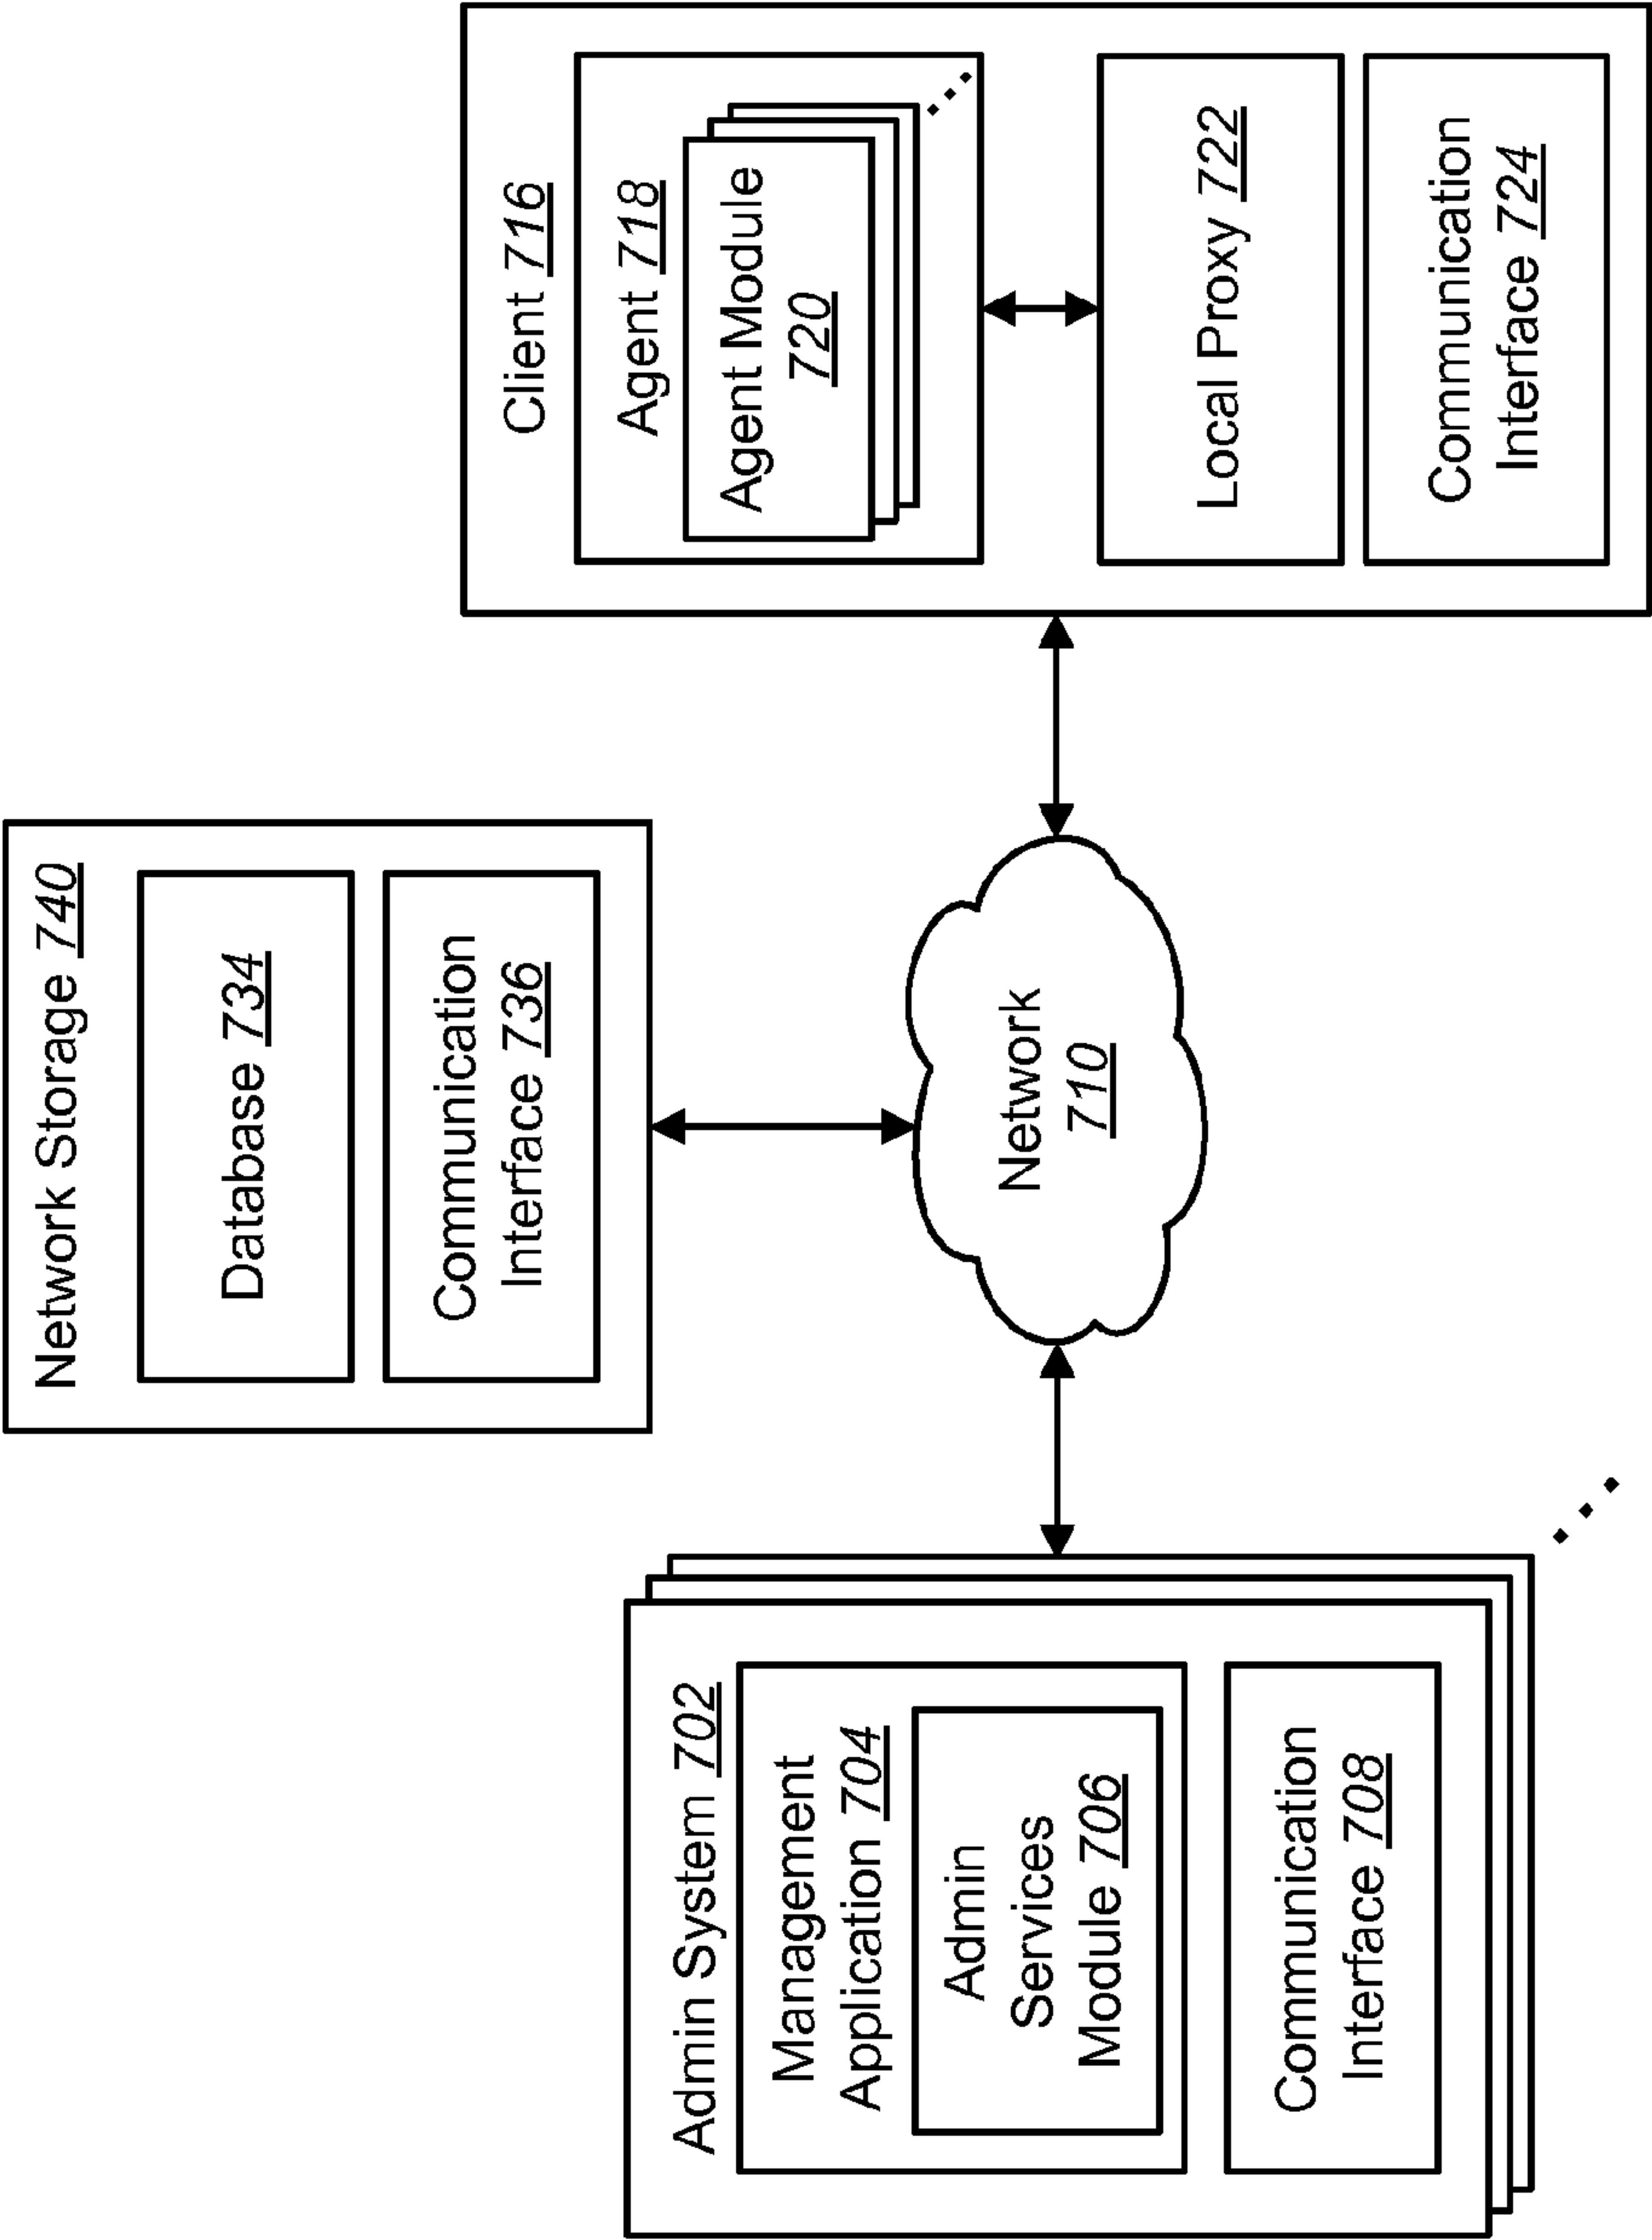 Network Storage 740
Database 734
Communication
Interface 736
Admin System 702
Management
Application 704
Admin
Services
Module 706
Communication
Interface 708
Network
710
Client 716
Agent 718
Agent Module
720
Local Proxy 722
Communication
Interface 724